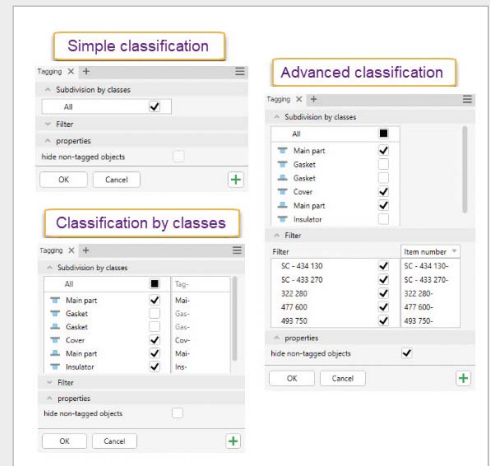 Simple classification
Tagging × +
Subdivision by classes
All
Filter
properties
hide non-tagged objects
OK Cancel
Classification by classes
Tagging × +
Subdivision by classes
All Tag-
Main part Mai-
Gasket Gas-
Gasket Gas-
Cover Cov-
Main part Mai-
Insulator Ins-
Filter
properties
hide non-tagged objects
OK Cancel
Advanced classification
Tagging × +
Subdivision by classes
All
Main part
Gasket
Gasket
Cover
Main part
Insulator
Filter
Filter Item number
SC - 434 130 SC - 434 130-
SC - 433 270 SC - 433 270-
322 280 322 280-
477 600 477 600-
493 750 493 750-
properties
hide non-tagged objects
OK Cancel